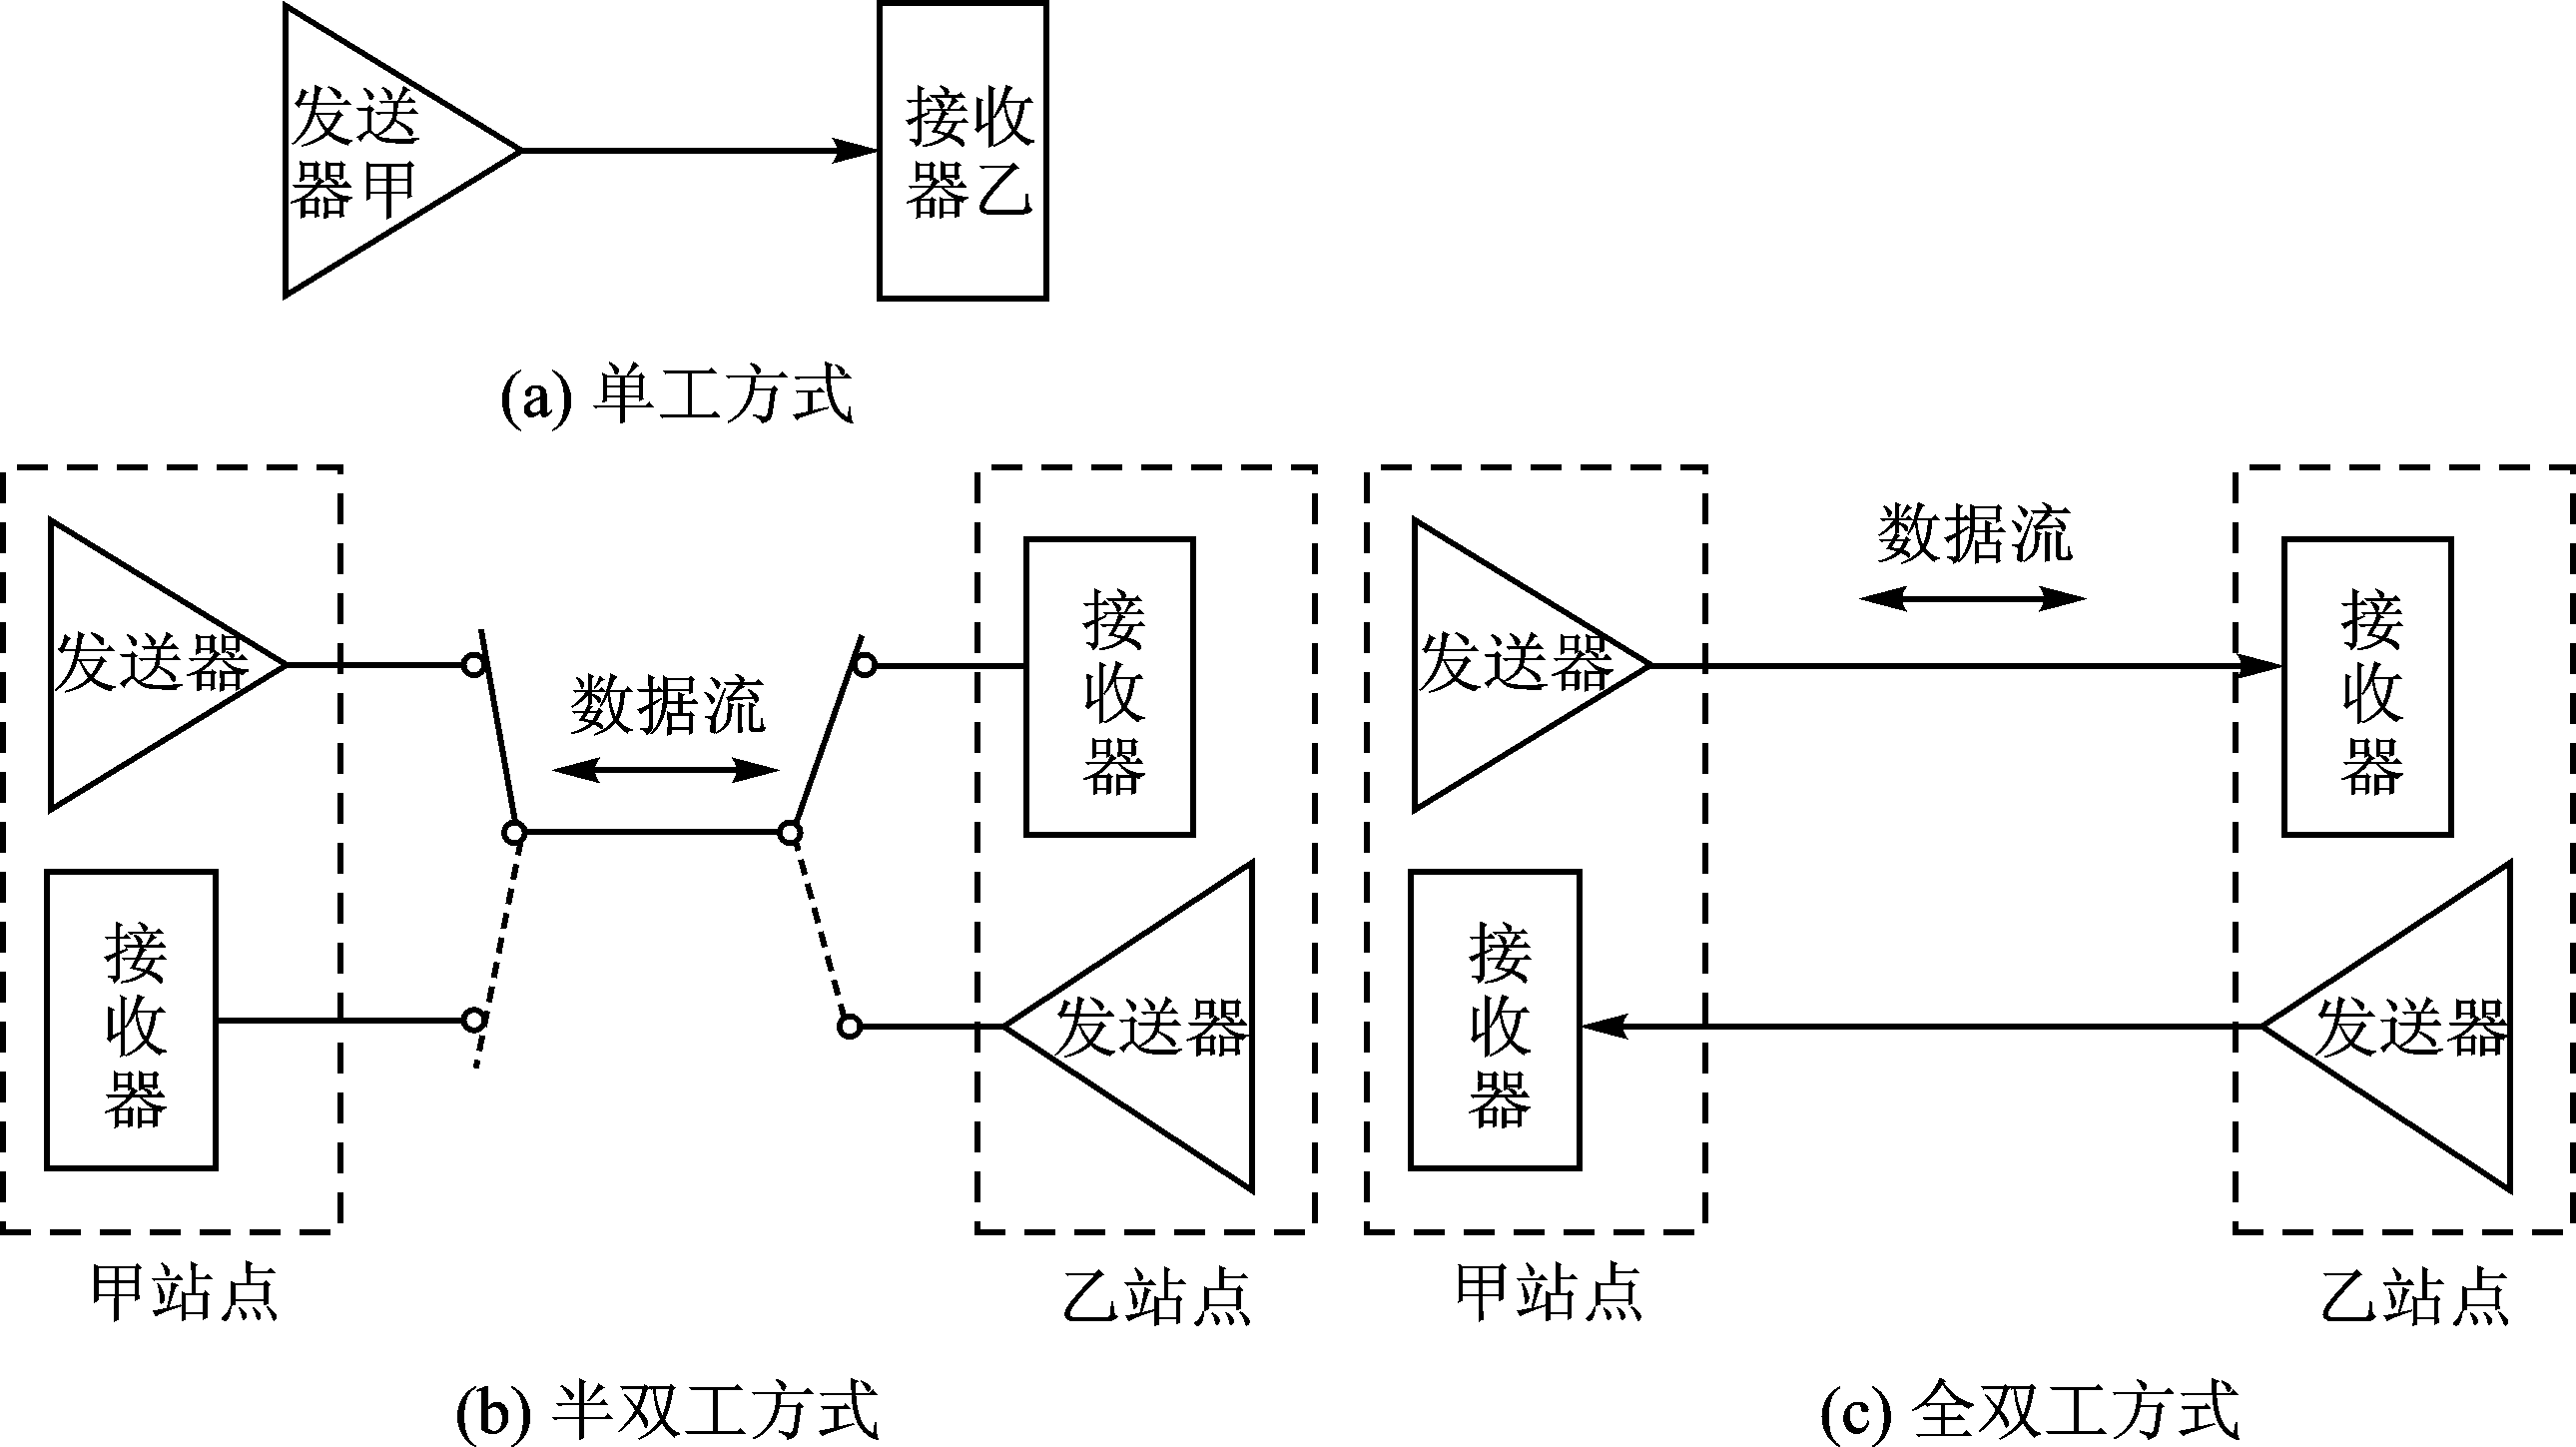 发送
器甲
接收
器乙
(a) 单工方式
发送器
接收器
数据流
接收器
发送器
甲站点
乙站点
(b) 半双工方式
发送器
接收器
数据流
接收器
发送器
甲站点
乙站点
(c) 全双工方式